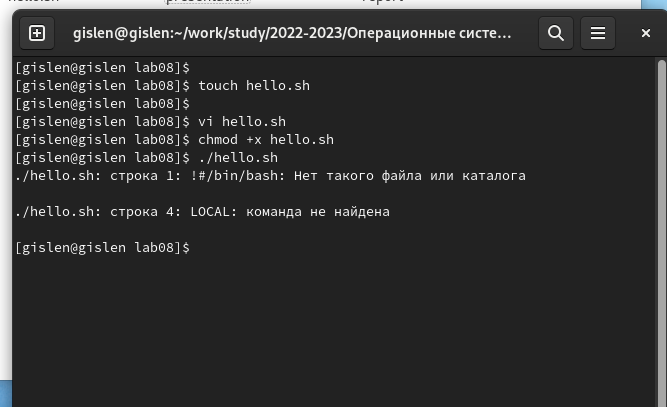 presentation
report
gislen@gislen:~/work/study/2022-2023/Операционные систе...
[gislen@gislen lab08]$
[gislen@gislen lab08]$ touch hello.sh
[gislen@gislen lab08]$
[gislen@gislen lab08]$ vi hello.sh
[gislen@gislen lab08]$ chmod +x hello.sh
[gislen@gislen lab08]$ ./hello.sh
./hello.sh: строка 1: !#/bin/bash: Нет такого файла или каталога
./hello.sh: строка 4: LOCAL: команда не найдена
[gislen@gislen lab08]$